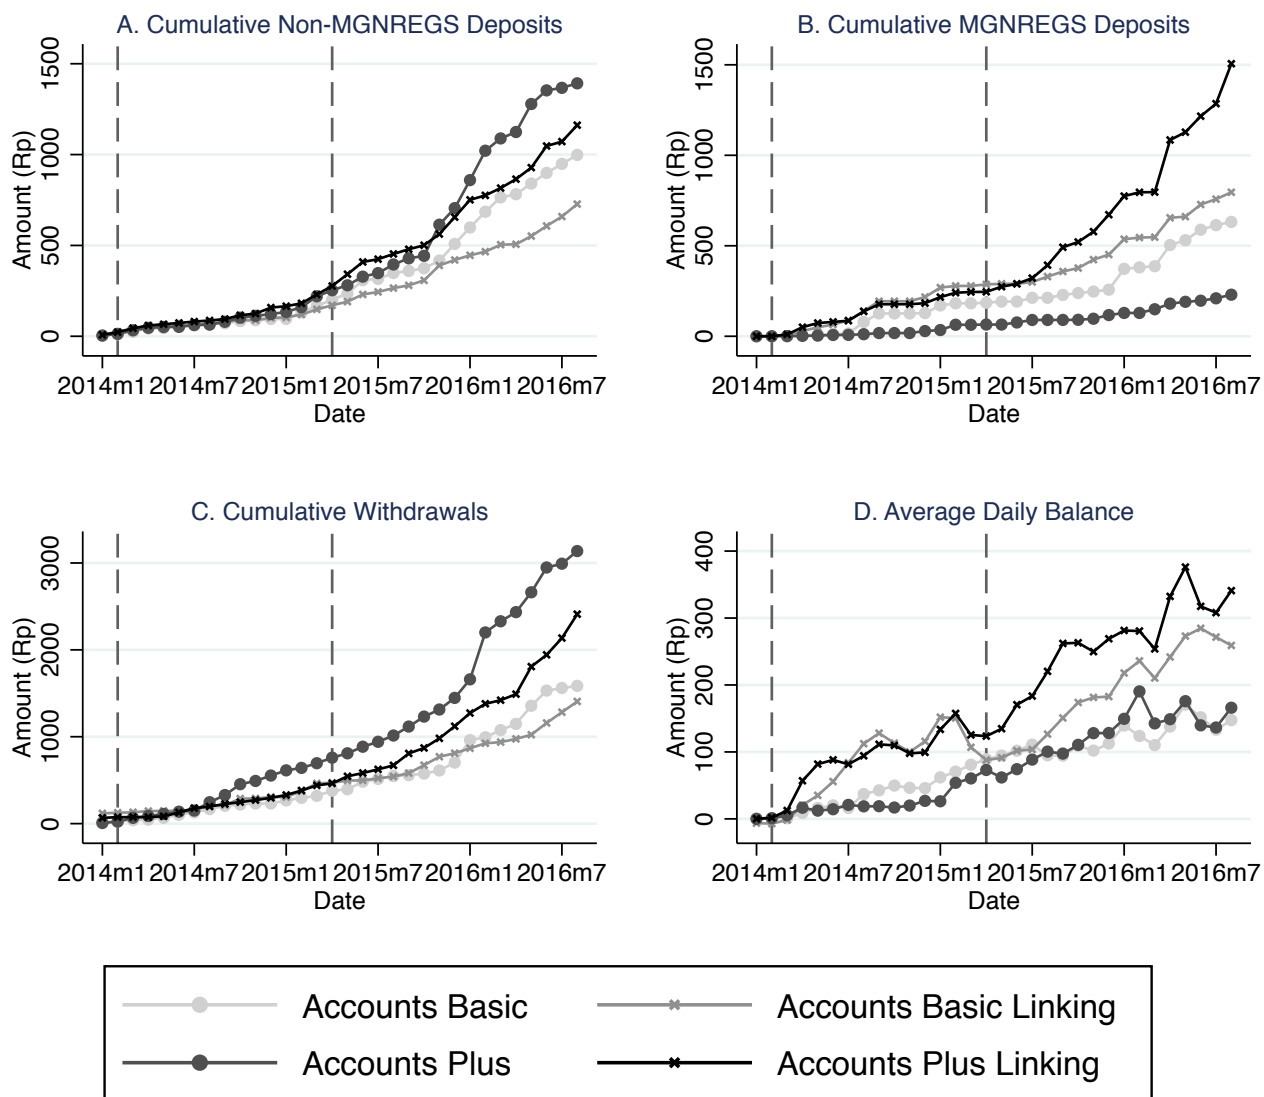 A. Cumulative Non-MGNREGS Deposits
Amount (Rp)
1500
1000
500
0
2014m1 2014m7 2015m1 2015m7 2016m1 2016m7
Date
B. Cumulative MGNREGS Deposits
Amount (Rp)
1500
1000
500
0
2014m1 2014m7 2015m1 2015m7 2016m1 2016m7
Date
C. Cumulative Withdrawals
Amount (Rp)
3000
2000
1000
0
2014m1 2014m7 2015m1 2015m7 2016m1 2016m7
Date
D. Average Daily Balance
Amount (Rp)
400
300
200
100
0
2014m1 2014m7 2015m1 2015m7 2016m1 2016m7
Date
Accounts Basic
Accounts Basic Linking
Accounts Plus
Accounts Plus Linking